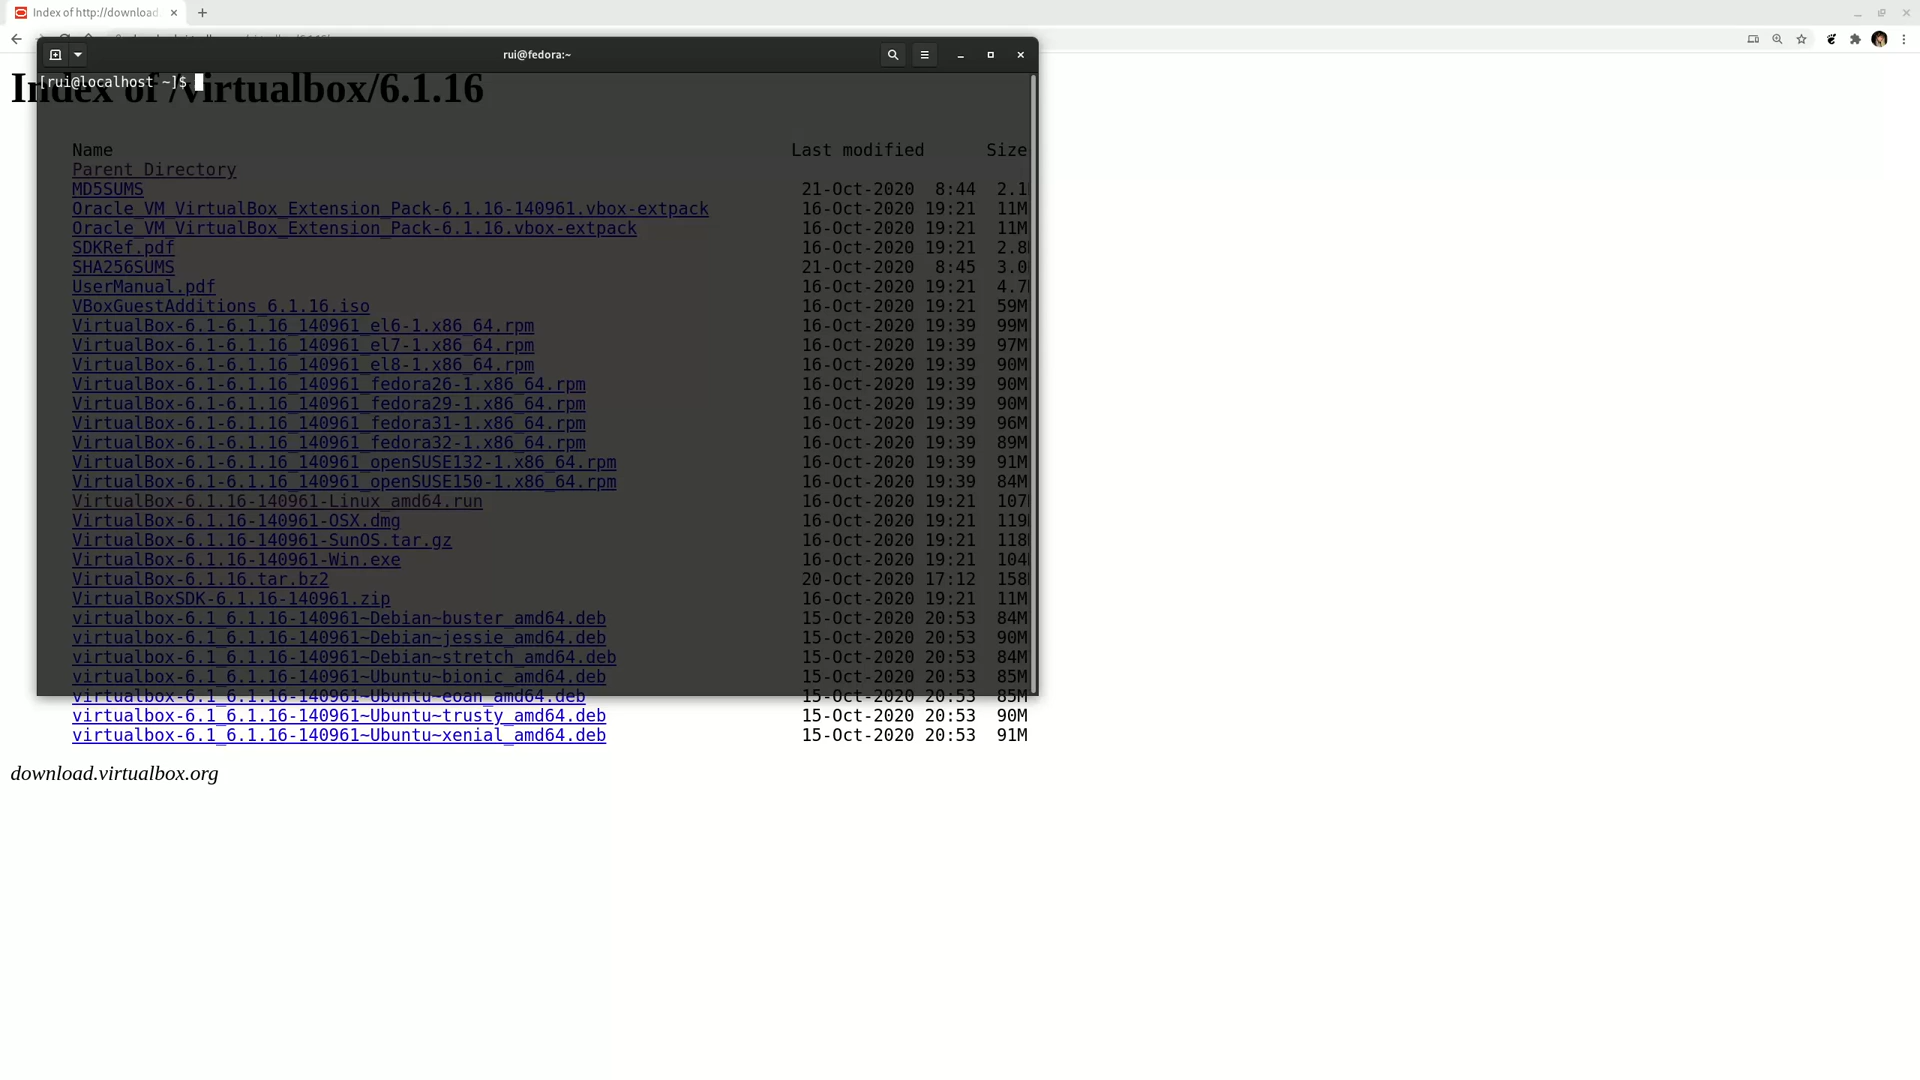 Index of http://download.
rui@fedora:~
[rui@localhost ~]$
Index of /virtualbox/6.1.16
Name Last modified Size
Parent Directory
MD5SUMS 21-Oct-2020 8:44 2.1
Oracle_VM_VirtualBox_Extension_Pack-6.1.16-140961.vbox-extpack 16-Oct-2020 19:21 11M
Oracle_VM_VirtualBox_Extension_Pack-6.1.16.vbox-extpack 16-Oct-2020 19:21 11M
SDKRef.pdf 16-Oct-2020 19:21 2.8
SHA256SUMS 21-Oct-2020 8:45 3.0
UserManual.pdf 16-Oct-2020 19:21 4.7
VBoxGuestAdditions_6.1.16.iso 16-Oct-2020 19:21 59M
VirtualBox-6.1-6.1.16_140961_el6-1.x86_64.rpm 16-Oct-2020 19:39 99M
VirtualBox-6.1-6.1.16_140961_el7-1.x86_64.rpm 16-Oct-2020 19:39 97M
VirtualBox-6.1-6.1.16_140961_el8-1.x86_64.rpm 16-Oct-2020 19:39 90M
VirtualBox-6.1-6.1.16_140961_fedora26-1.x86_64.rpm 16-Oct-2020 19:39 90M
VirtualBox-6.1-6.1.16_140961_fedora29-1.x86_64.rpm 16-Oct-2020 19:39 90M
VirtualBox-6.1-6.1.16_140961_fedora31-1.x86_64.rpm 16-Oct-2020 19:39 96M
VirtualBox-6.1-6.1.16_140961_fedora32-1.x86_64.rpm 16-Oct-2020 19:39 89M
VirtualBox-6.1-6.1.16_140961_openSUSE132-1.x86_64.rpm 16-Oct-2020 19:39 91M
VirtualBox-6.1-6.1.16_140961_openSUSE150-1.x86_64.rpm 16-Oct-2020 19:39 84M
VirtualBox-6.1.16-140961-Linux_amd64.run 16-Oct-2020 19:21 107
VirtualBox-6.1.16-140961-OSX.dmg 16-Oct-2020 19:21 119
VirtualBox-6.1.16-140961-SunOS.tar.gz 16-Oct-2020 19:21 118
VirtualBox-6.1.16-140961-Win.exe 16-Oct-2020 19:21 104
VirtualBox-6.1.16.tar.bz2 20-Oct-2020 17:12 158
VirtualBoxSDK-6.1.16-140961.zip 16-Oct-2020 19:21 11M
virtualbox-6.1_6.1.16-140961~Debian~buster_amd64.deb 15-Oct-2020 20:53 84M
virtualbox-6.1_6.1.16-140961~Debian~jessie_amd64.deb 15-Oct-2020 20:53 90M
virtualbox-6.1_6.1.16-140961~Debian~stretch_amd64.deb 15-Oct-2020 20:53 84M
virtualbox-6.1_6.1.16-140961~Ubuntu~bionic_amd64.deb 15-Oct-2020 20:53 85M
virtualbox-6.1_6.1.16-140961~Ubuntu~eoan_amd64.deb 15-Oct-2020 20:53 85M
virtualbox-6.1_6.1.16-140961~Ubuntu~trusty_amd64.deb 15-Oct-2020 20:53 90M
virtualbox-6.1_6.1.16-140961~Ubuntu~xenial_amd64.deb 15-Oct-2020 20:53 91M
download.virtualbox.org